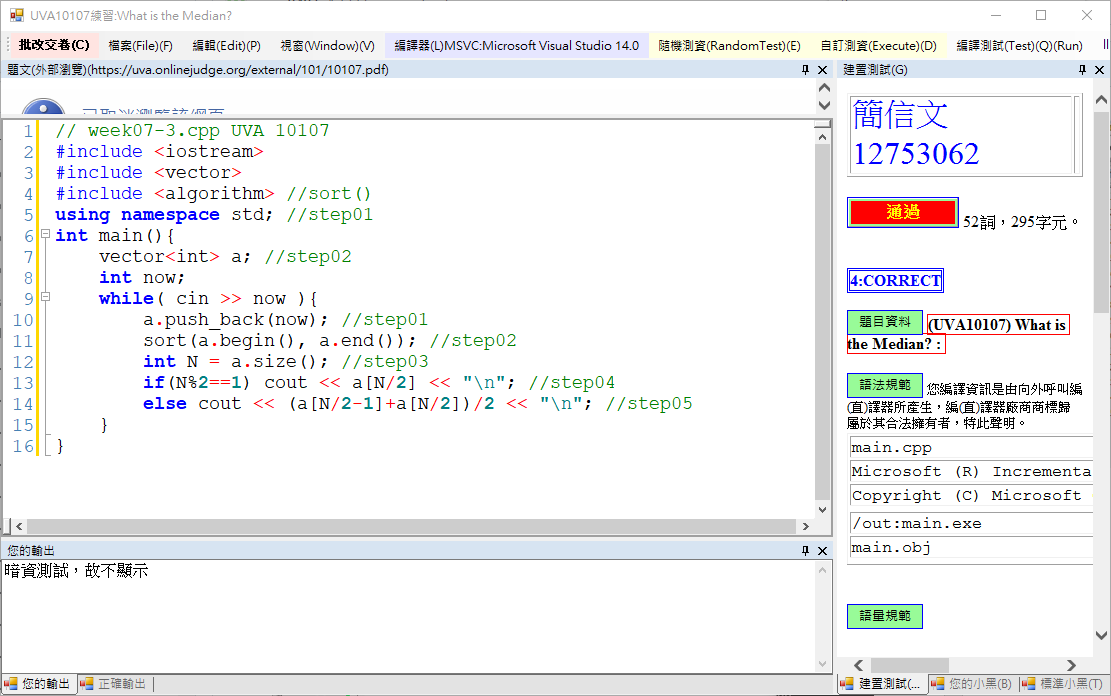 UVA10107練習:What is the Median?
批改交卷(C) 檔案(File)(F) 編輯(Edit)(P) 視窗(Window)(V) 編譯器(L)MSVC:Microsoft Visual Studio 14.0 隨機測資(RandomTest)(E) 自訂測資(Execute)(D) 編譯測試(Test)(Q)(Run)
題文(外部瀏覽)(https://uva.onlinejudge.org/external/101/10107.pdf)
1 // week07-3.cpp UVA 10107
2 #include <iostream>
3 #include <vector>
4 #include <algorithm> //sort()
5 using namespace std; //step01
6 int main(){
7 vector<int> a; //step02
8 int now;
9 while( cin >> now ){
10 a.push_back(now); //step01
11 sort(a.begin(), a.end()); //step02
12 int N = a.size(); //step03
13 if(N%2==1) cout << a[N/2] << "\n"; //step04
14 else cout << (a[N/2-1]+a[N/2])/2 << "\n"; //step05
15 }
16 }
您的輸出
暗資測試，故不顯示
您的輸出 正確輸出
建置測試(G)
簡信文
12753062
通過 52詞，295字元。
4:CORRECT
題目資料 (UVA10107) What is
the Median? :
語法規範 您編譯資訊是由向外呼叫編
(直)譯器所產生，編(直)譯器廠商商標歸
屬於其合法擁有者，特此聲明。
main.cpp
Microsoft (R) Incrementa
Copyright (C) Microsoft
/out:main.exe
main.obj
語量規範
建置測試(... 您的小黑(B) 標準小黑(T)